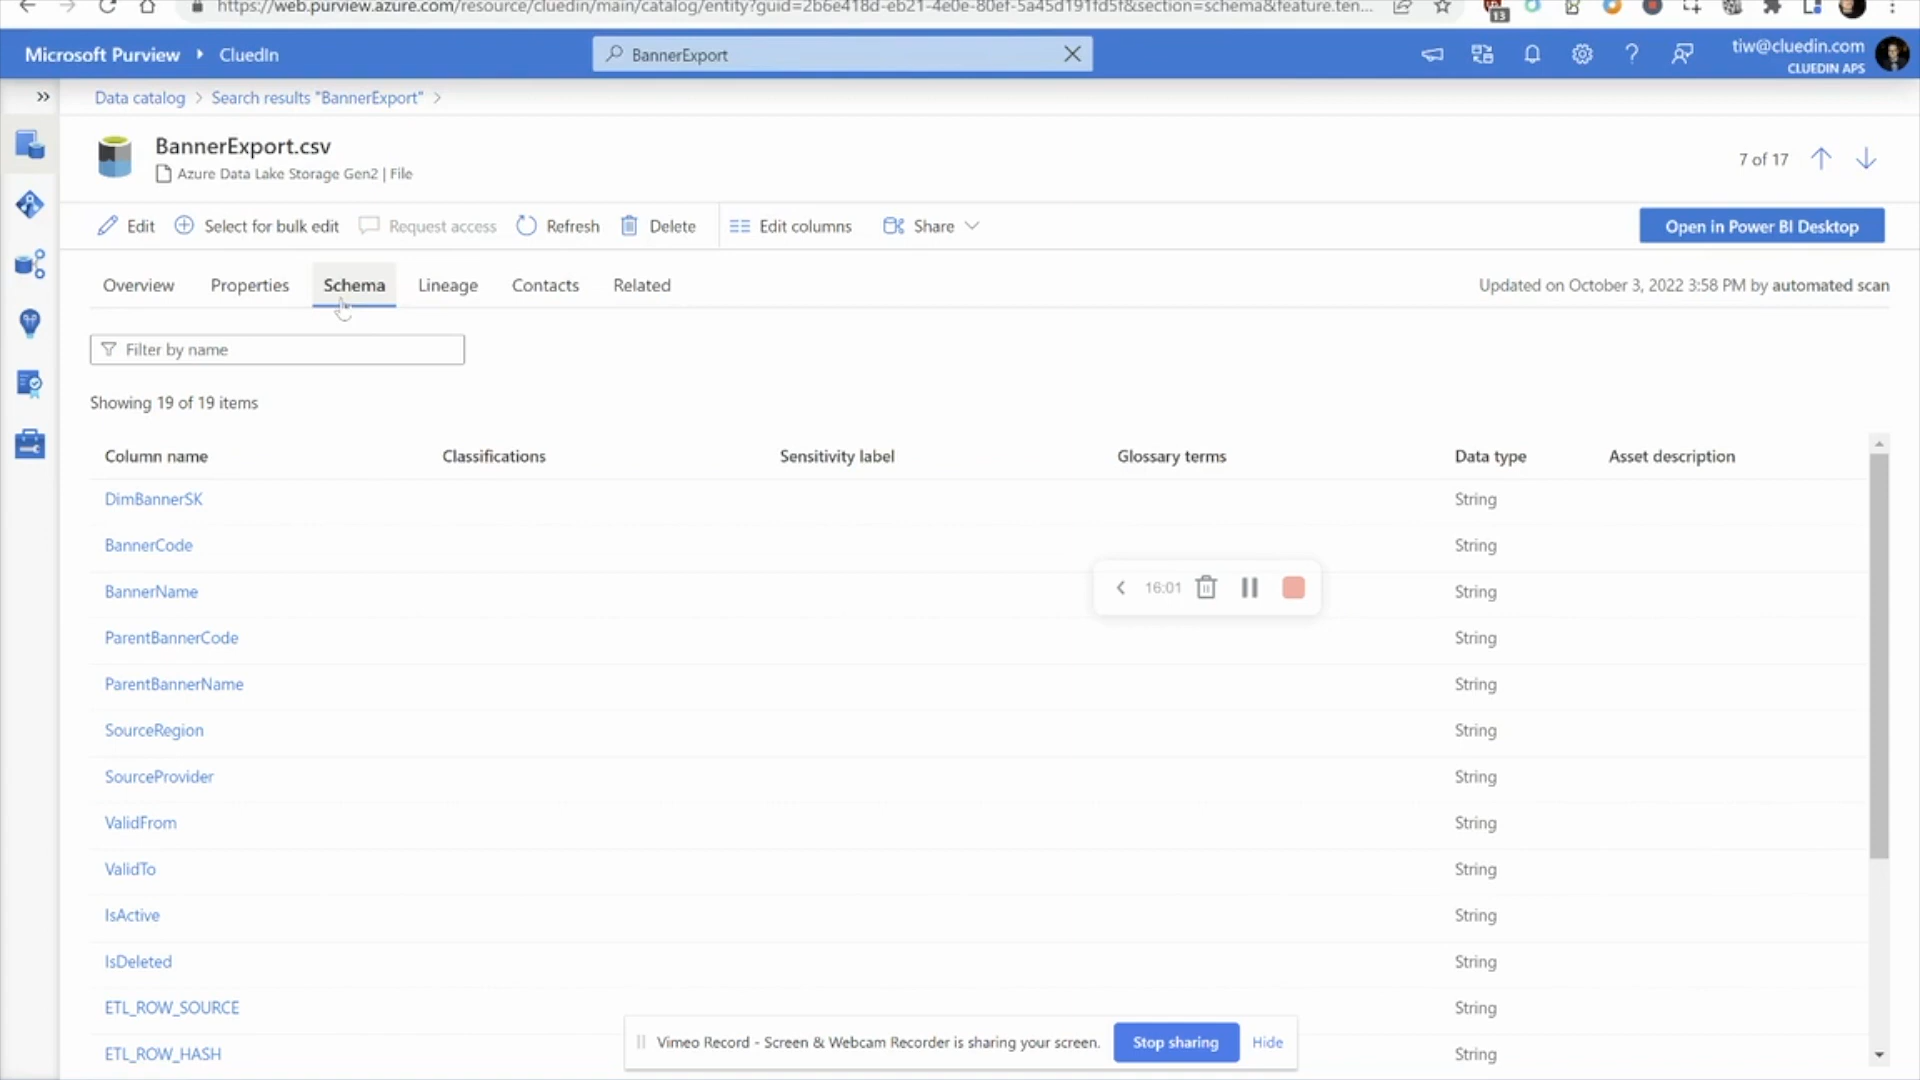 https://web.purview.azure.com/resource/cluedin/main/catalog/entity?guid=2b6e418d-eb21-4e0e-80ef-5a45d191fd5f&section=schema&feature.ten...
13
Microsoft Purview CluedIn
BannerExport
tiw@cluedin.com
CLUEDIN APS
Data catalog > Search results "BannerExport" >
BannerExport.csv
Azure Data Lake Storage Gen2 | File
7 of 17
Edit Select for bulk edit Request access Refresh Delete Edit columns Share Open in Power BI Desktop
Overview Properties Schema Lineage Contacts Related Updated on October 3, 2022 3:58 PM by automated scan
Filter by name
Showing 19 of 19 items
Column name Classifications Sensitivity label Glossary terms Data type Asset description
DimBannerSK String
BannerCode String
16:01
BannerName String
ParentBannerCode String
ParentBannerName String
SourceRegion String
SourceProvider String
ValidFrom String
ValidTo String
IsActive String
IsDeleted String
ETL_ROW_SOURCE String
Vimeo Record - Screen & Webcam Recorder is sharing your screen. Stop sharing Hide
ETL_ROW_HASH String